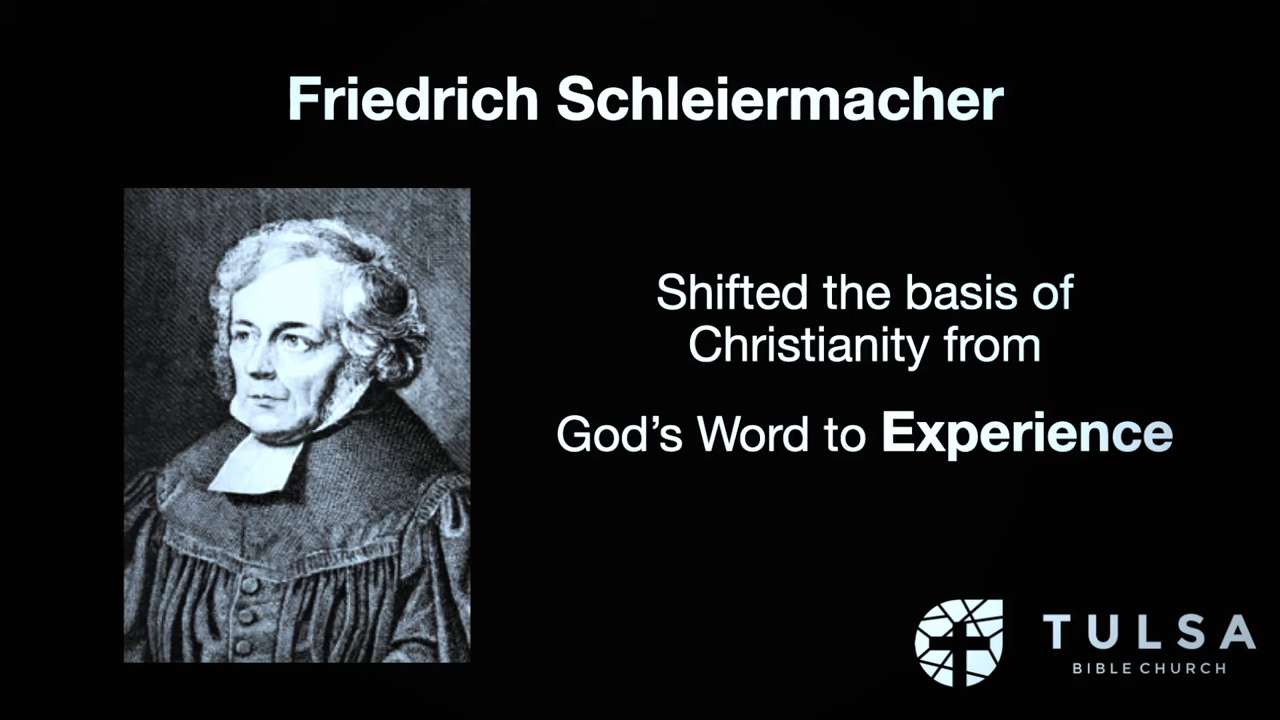 Friedrich Schleiermacher
Shifted the basis of
Christianity from
God’s Word to Experience
TULSA
BIBLE CHURCH